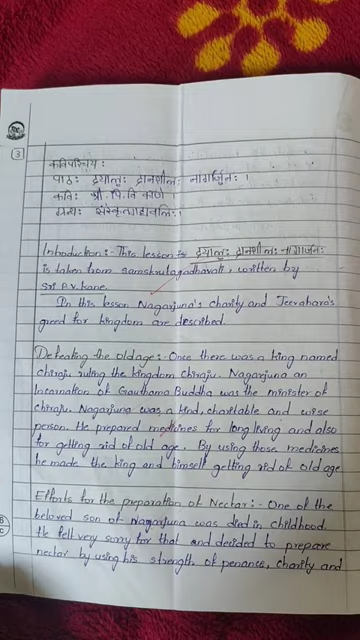 3
कविपरिचय :
पाठः दयालुः दानशीलः नागार्जुनः ।
कविः श्री. पि. वि काणे ।
ग्रन्थः संस्कृतगद्यावलिः ।
Introduction:- This lesson is दयालुः दानशीलः नागार्जुनः
is taken from samskrutagadhavali, written by
Sri P.V. Kane.
In this lesson Nagarjuna's charity and Jeevahara's
greed for kingdom are described.
Defeating the oldage:- Once there was a king named
chirayu ruling the kingdom chirayu. Nagarjuna an
Incarnation of Gauthama Buddha was the minister of
chirayu. Nagarjuna was a kind, charitable and wise
person. He prepared medicines for long living and also
for getting rid of old age. By using those medicines
he made the king and himself getting rid of old age
Efforts for the preparation of Nectar:- One of the
beloved son of Nagarjuna was died in childhood.
He fell very sorry for that and decided to prepare
nectar by using his strength of penance, charity and